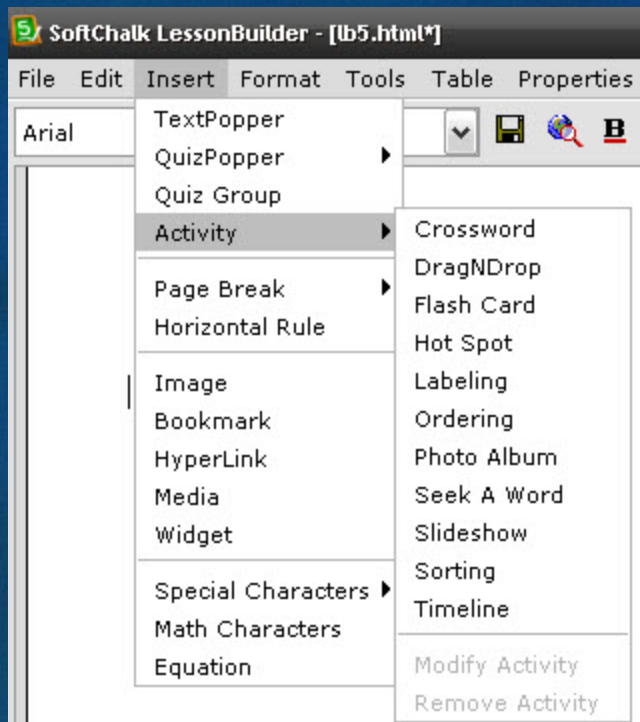 SoftChalk LessonBuilder - [lb5.html*]
File Edit Insert Format Tools Table Properties
Arial
B
TextPopper
QuizPopper
Quiz Group
Activity
Page Break
Horizontal Rule
Image
Bookmark
HyperLink
Media
Widget
Special Characters
Math Characters
Equation
Crossword
DragNDrop
Flash Card
Hot Spot
Labeling
Ordering
Photo Album
Seek A Word
Slideshow
Sorting
Timeline
Modify Activity
Remove Activity